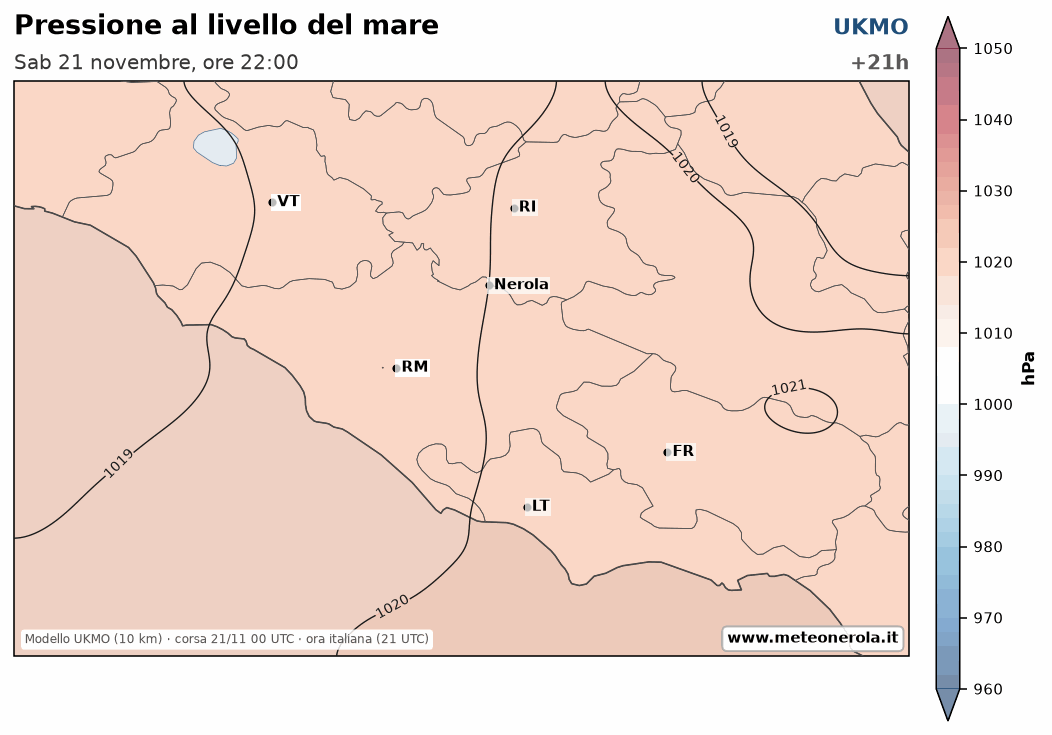 Pressione al livello del mare
UKMO
Sab 21 novembre, ore 22:00
+21h
1019
1020
VT
RI
Nerola
RM
1021
FR
1019
LT
1020
Modello UKMO (10 km) · corsa 21/11 00 UTC · ora italiana (21 UTC)
www.meteonerola.it
1050
1040
1030
1020
1010
1000
990
980
970
960
hPa